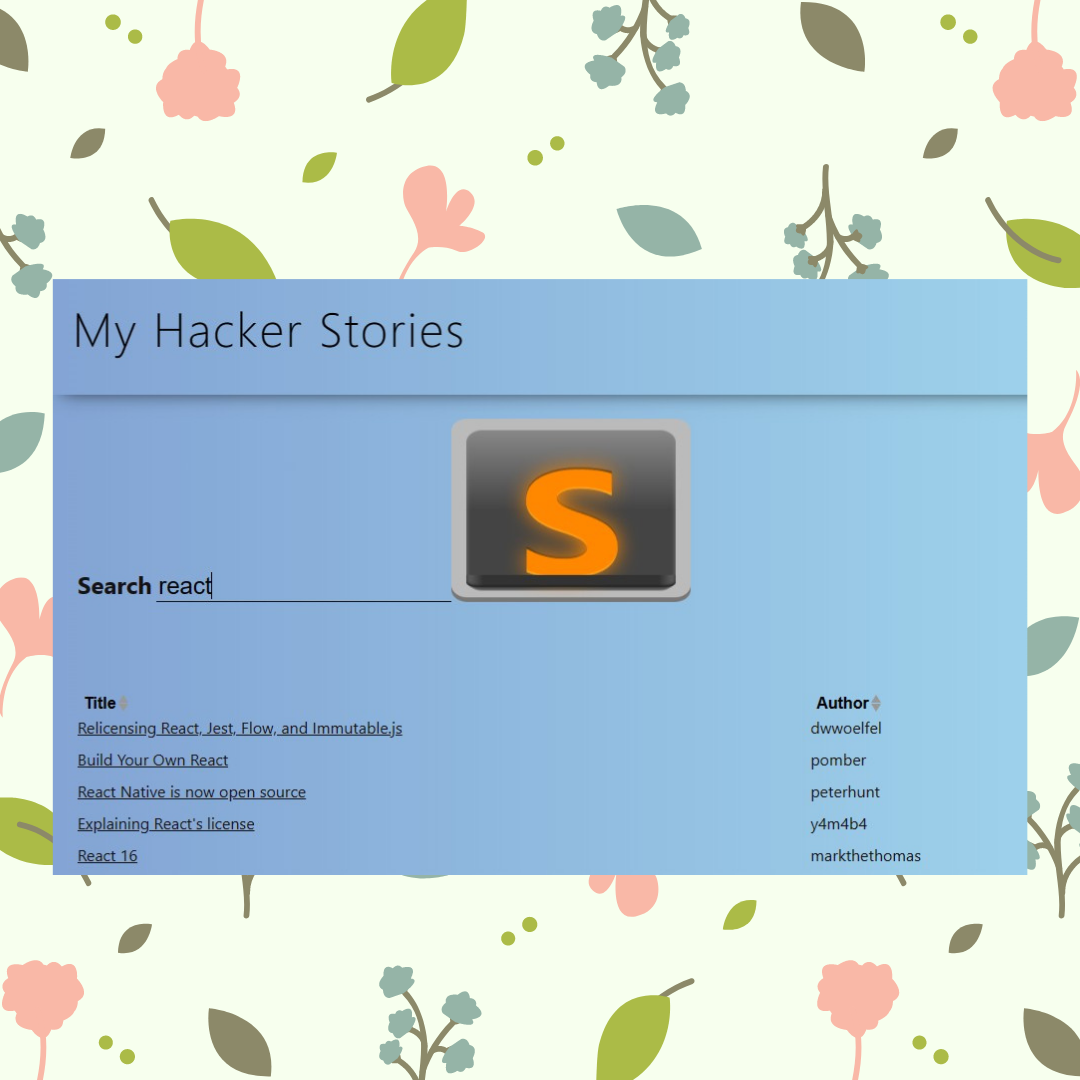 My Hacker Stories
S
Search react
Title Author
Relicensing React, Jest, Flow, and Immutable.js dwwoelfel
Build Your Own React pomber
React Native is now open source peterhunt
Explaining React's license y4m4b4
React 16 markthethomas